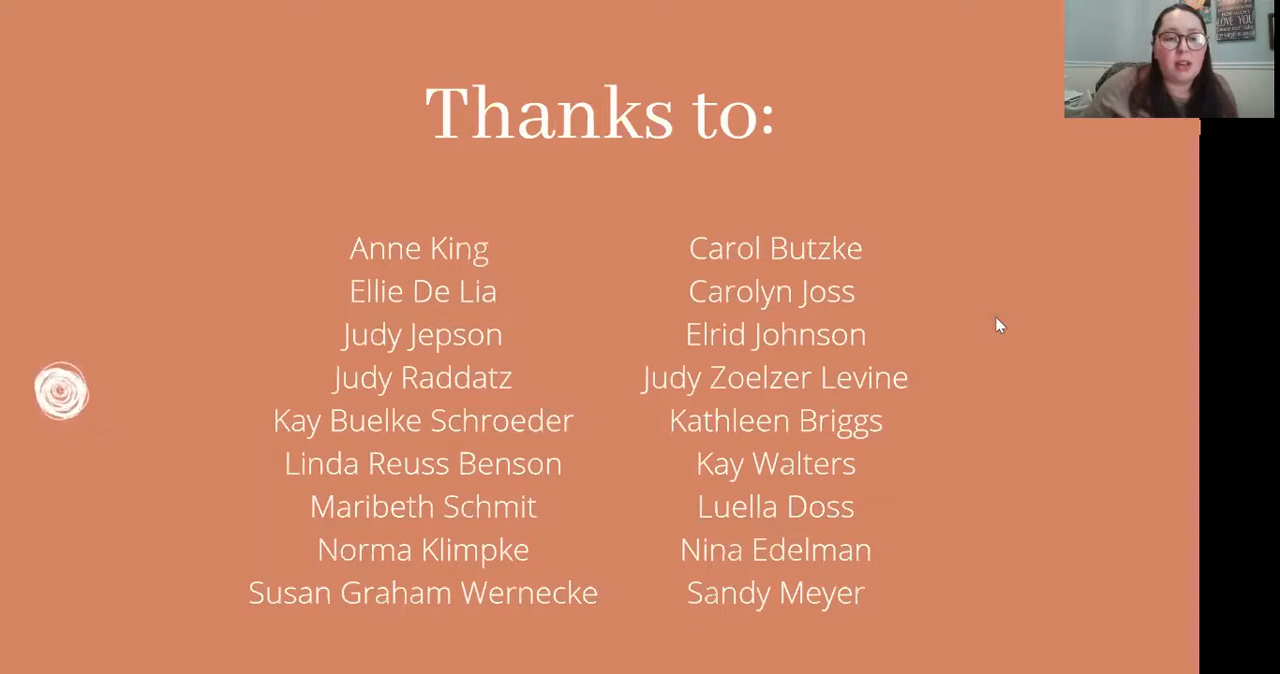 Thanks to:
Anne King
Ellie De Lia
Judy Jepson
Judy Raddatz
Kay Buelke Schroeder
Linda Reuss Benson
Maribeth Schmit
Norma Klimpke
Susan Graham Wernecke
Carol Butzke
Carolyn Joss
Elrid Johnson
Judy Zoelzer Levine
Kathleen Briggs
Kay Walters
Luella Doss
Nina Edelman
Sandy Meyer
LOVE YOU